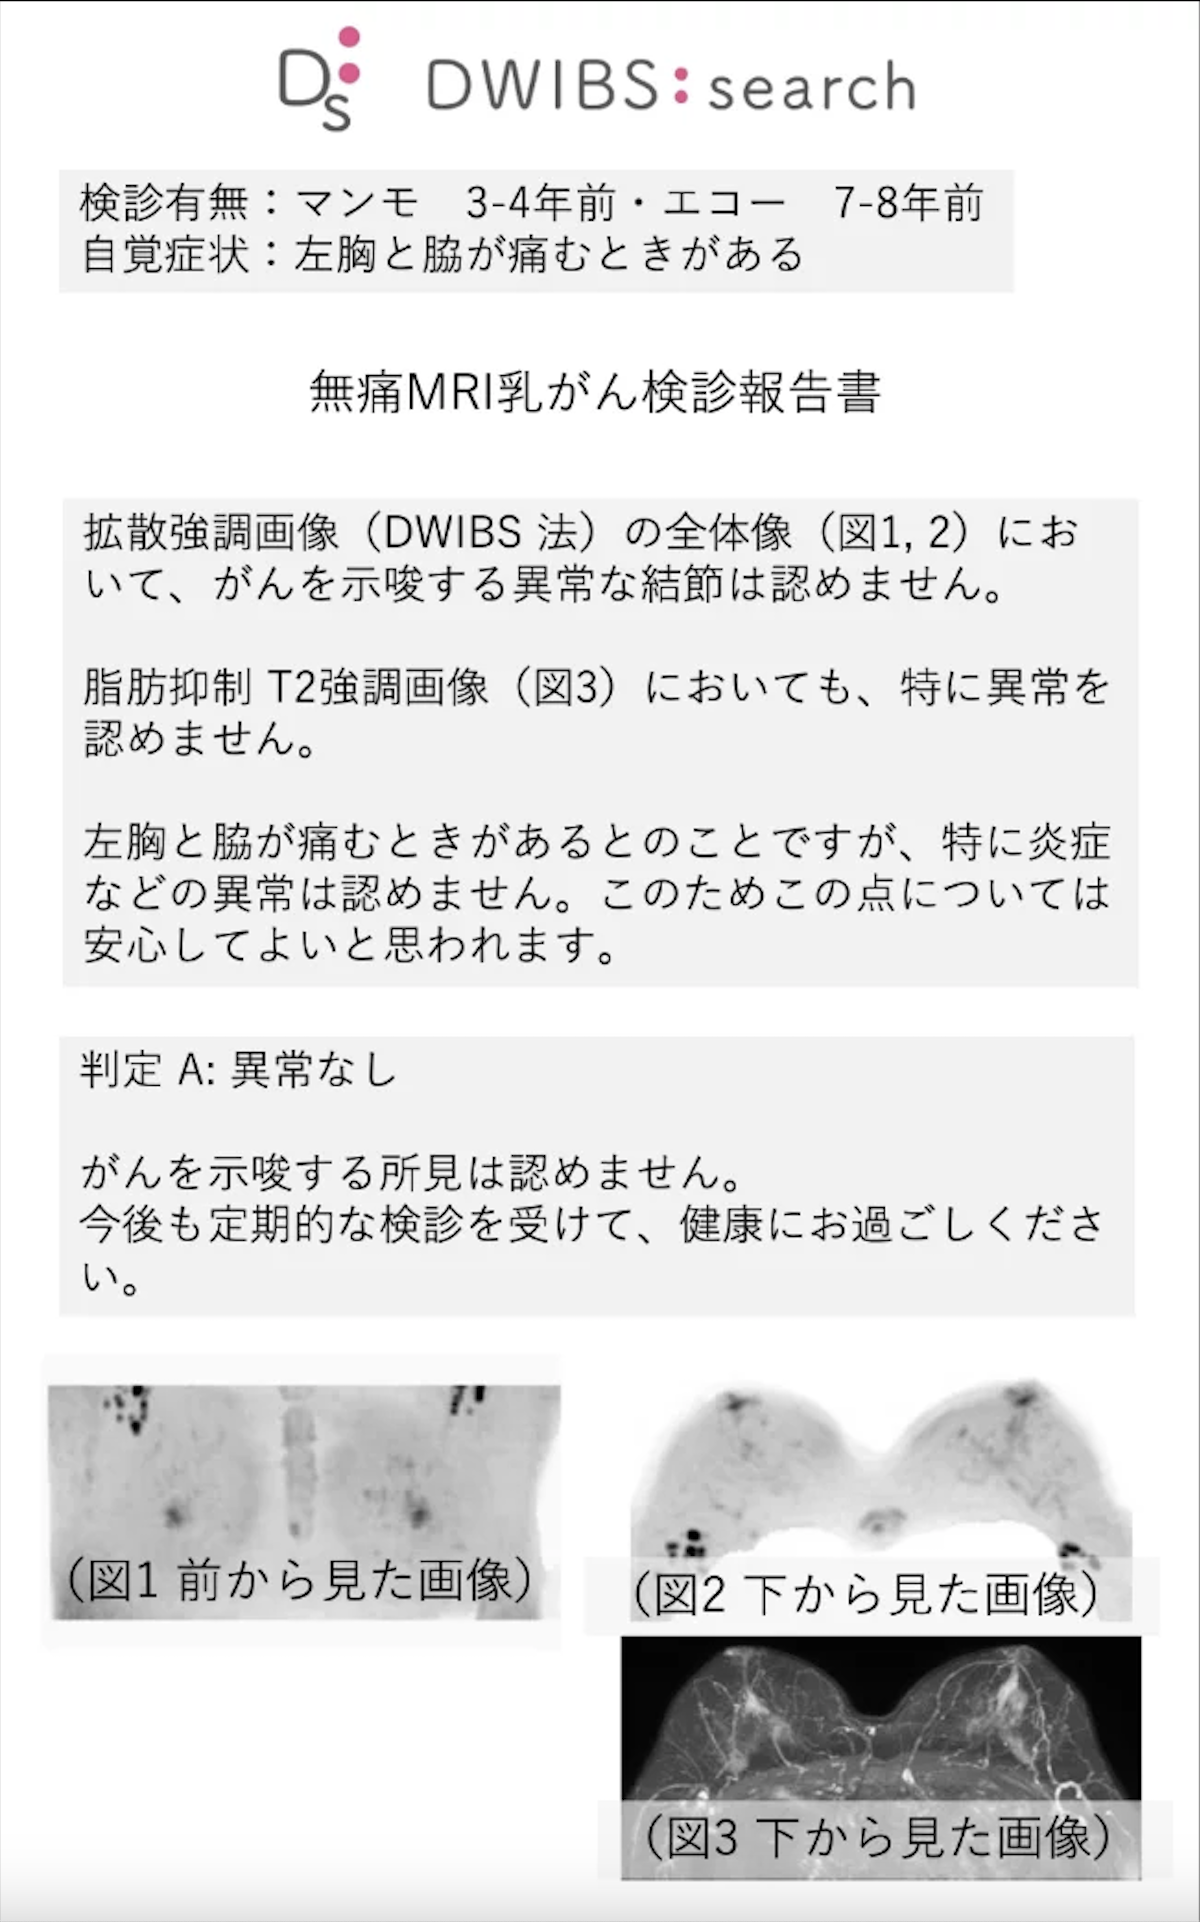 Ds DWIBS:search
検診有無：マンモ　3-4年前・エコー　7-8年前
自覚症状：左胸と脇が痛むときがある
無痛MRI乳がん検診報告書
拡散強調画像（DWIBS 法）の全体像（図1, 2）にお
いて、がんを示唆する異常な結節は認めません。
脂肪抑制 T2強調画像（図3）においても、特に異常を
認めません。
左胸と脇が痛むときがあるとのことですが、特に炎症
などの異常は認めません。このためこの点については
安心してよいと思われます。
判定 A: 異常なし
がんを示唆する所見は認めません。
今後も定期的な検診を受けて、健康にお過ごしくださ
い。
（図1 前から見た画像）
（図2 下から見た画像）
（図3 下から見た画像）